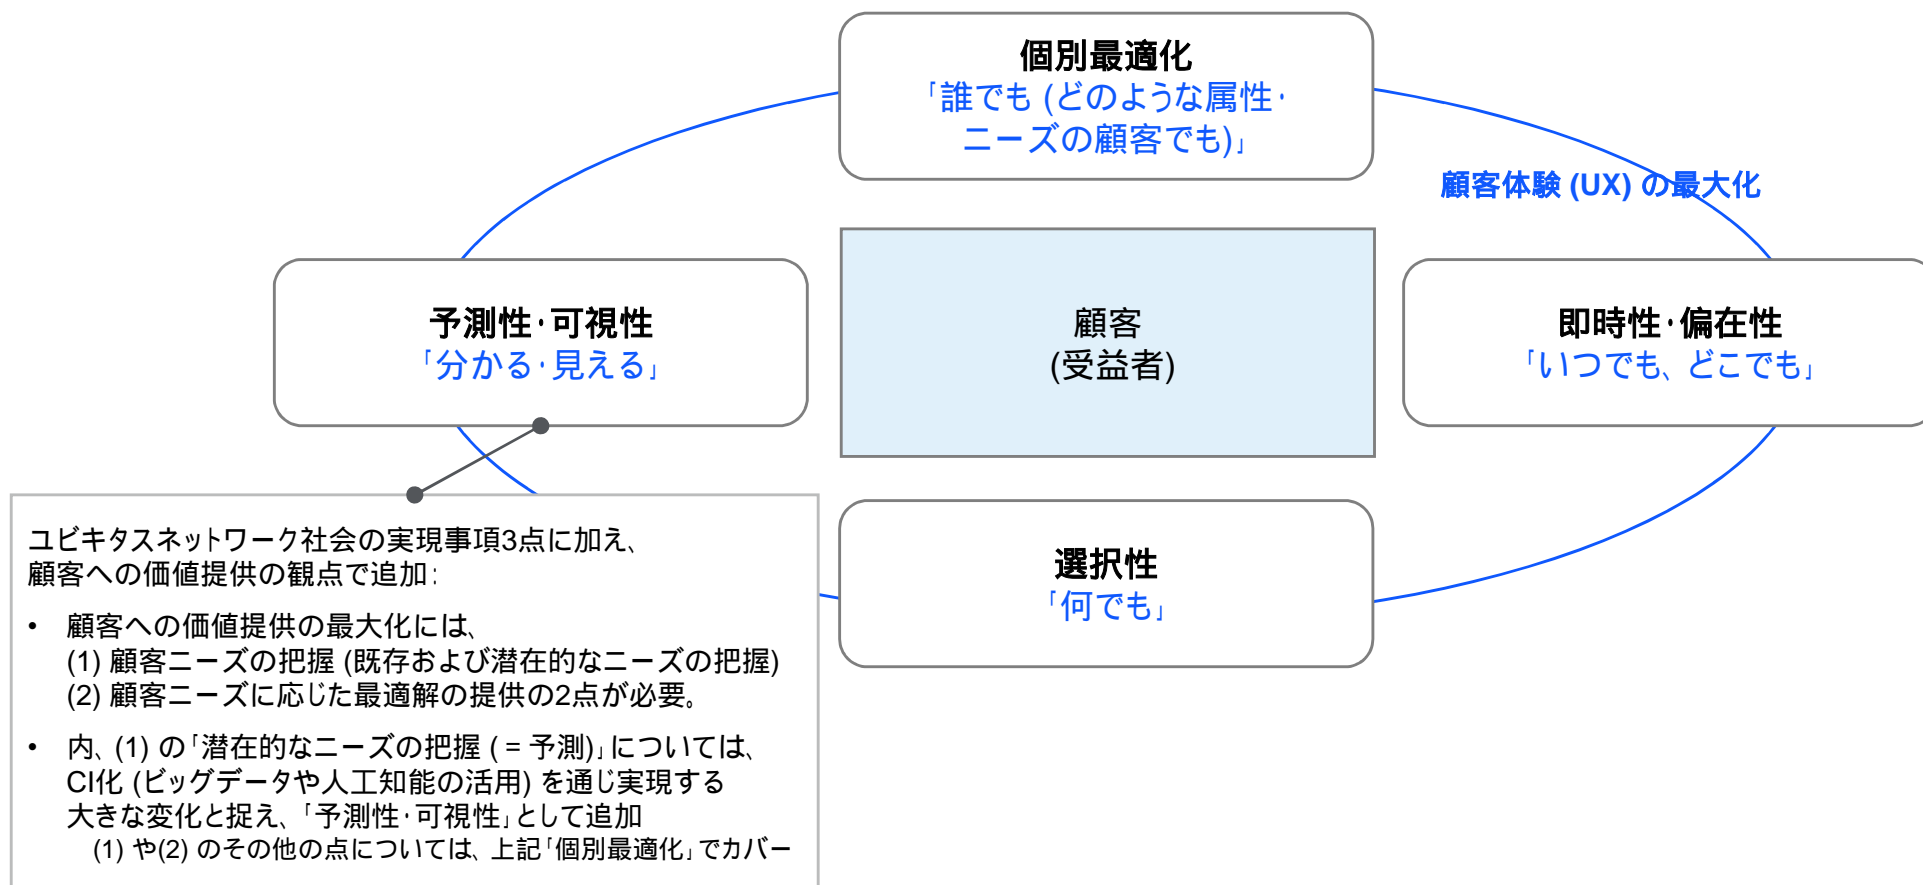 個別最適化
「誰でも (どのような属性・
ニーズの顧客でも)」
顧客体験 (UX) の最大化
予測性・可視性
「分かる・見える」
顧客
(受益者)
即時性・偏在性
「いつでも、どこでも」
選択性
「何でも」
ユビキタスネットワーク社会の実現事項3点に加え、
顧客への価値提供の観点で追加：
• 顧客への価値提供の最大化には、
(1) 顧客ニーズの把握 (既存および潜在的なニーズの把握)
(2) 顧客ニーズに応じた最適解の提供の2点が必要。
• 内、(1) の「潜在的なニーズの把握 ( = 予測)」については、
CI化 (ビッグデータや人工知能の活用) を通じ実現する
大きな変化と捉え、「予測性・可視性」として追加
(1) や(2) のその他の点については、上記「個別最適化」でカバー